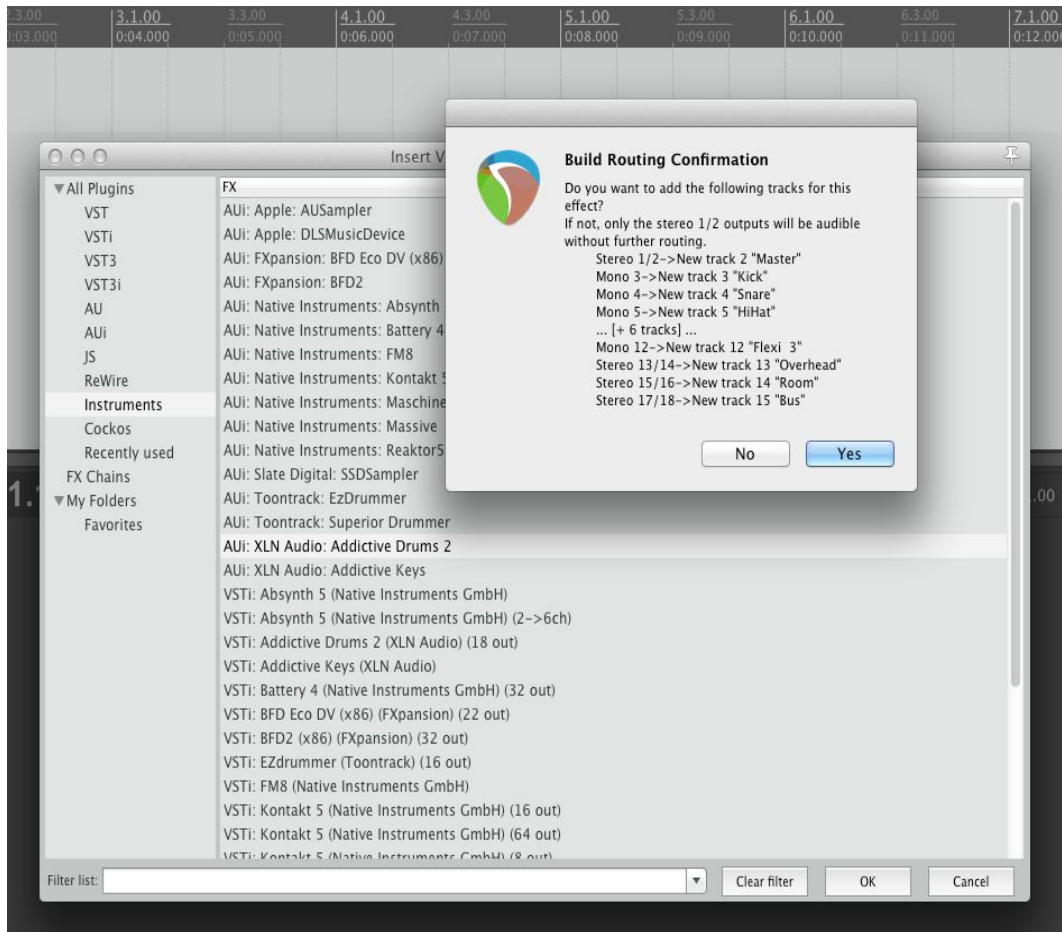 2.3.00 3.1.00 3.3.00 4.1.00 4.3.00 5.1.00 5.3.00 6.1.00 6.3.00 7.1.00
0:03.000 0:04.000 0:05.000 0:06.000 0:07.000 0:08.000 0:09.000 0:10.000 0:11.000 0:12.000
Insert V
Build Routing Confirmation
Do you want to add the following tracks for this
effect?
If not, only the stereo 1/2 outputs will be audible
without further routing.
Stereo 1/2->New track 2 "Master"
Mono 3->New track 3 "Kick"
Mono 4->New track 4 "Snare"
Mono 5->New track 5 "HiHat"
... [+ 6 tracks] ...
Mono 12->New track 12 "Flexi  3"
Stereo 13/14->New track 13 "Overhead"
Stereo 15/16->New track 14 "Room"
Stereo 17/18->New track 15 "Bus"
No Yes
All Plugins
VST
VSTi
VST3
VST3i
AU
AUi
JS
ReWire
Instruments
Cockos
Recently used
FX Chains
My Folders
Favorites
FX
AUi: Apple: AUSampler
AUi: Apple: DLSMusicDevice
AUi: FXpansion: BFD Eco DV (x86)
AUi: FXpansion: BFD2
AUi: Native Instruments: Absynth
AUi: Native Instruments: Battery 4
AUi: Native Instruments: FM8
AUi: Native Instruments: Kontakt 5
AUi: Native Instruments: Maschine
AUi: Native Instruments: Massive
AUi: Native Instruments: Reaktor5
AUi: Slate Digital: SSDSampler
AUi: Toontrack: EzDrummer
AUi: Toontrack: Superior Drummer
AUi: XLN Audio: Addictive Drums 2
AUi: XLN Audio: Addictive Keys
VSTi: Absynth 5 (Native Instruments GmbH)
VSTi: Absynth 5 (Native Instruments GmbH) (2->6ch)
VSTi: Addictive Drums 2 (XLN Audio) (18 out)
VSTi: Addictive Keys (XLN Audio)
VSTi: Battery 4 (Native Instruments GmbH) (32 out)
VSTi: BFD Eco DV (x86) (FXpansion) (22 out)
VSTi: BFD2 (x86) (FXpansion) (32 out)
VSTi: EZdrummer (Toontrack) (16 out)
VSTi: FM8 (Native Instruments GmbH)
VSTi: Kontakt 5 (Native Instruments GmbH) (16 out)
VSTi: Kontakt 5 (Native Instruments GmbH) (64 out)
VSTi: Kontakt 5 (Native Instruments GmbH) (8 out)
1.
.00
Filter list: Clear filter OK Cancel